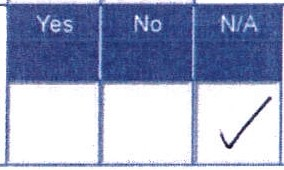 Yes No N/A
✓